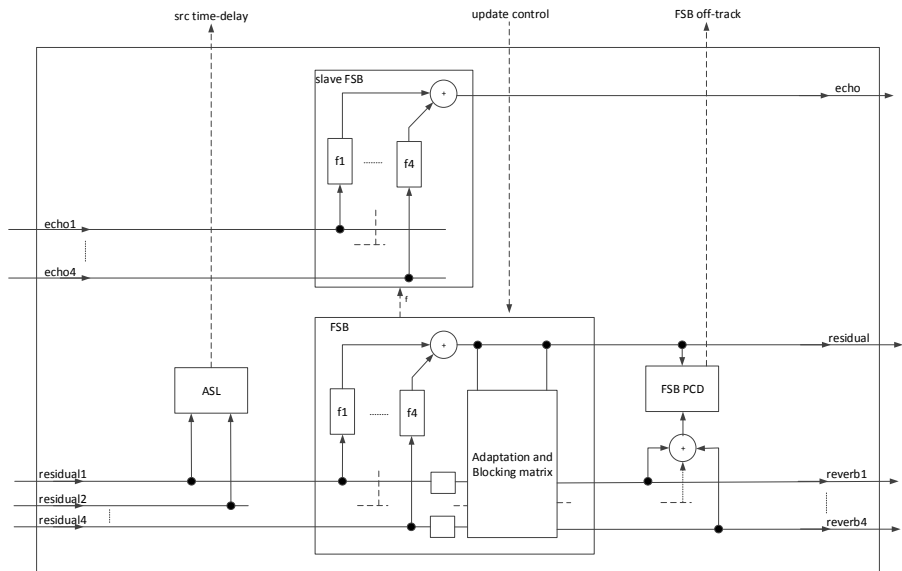 src time-delay
update control
FSB off-track
slave FSB
+
echo
f1
f4
echo1
echo4
f
FSB
+
residual
ASL
f1
f4
FSB PCD
Adaptation and
Blocking matrix
+
residual1
reverb1
residual2
residual4
reverb4